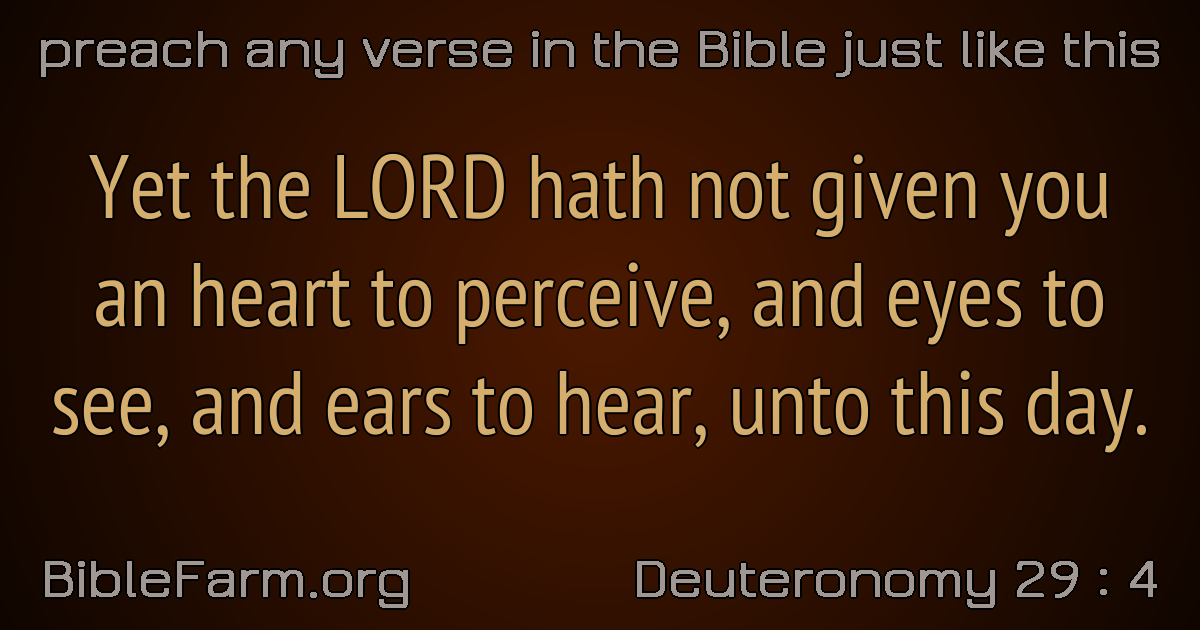 preach any verse in the Bible just like this
Yet the LORD hath not given you
an heart to perceive, and eyes to
see, and ears to hear, unto this day.
BibleFarm.org
Deuteronomy 29 : 4